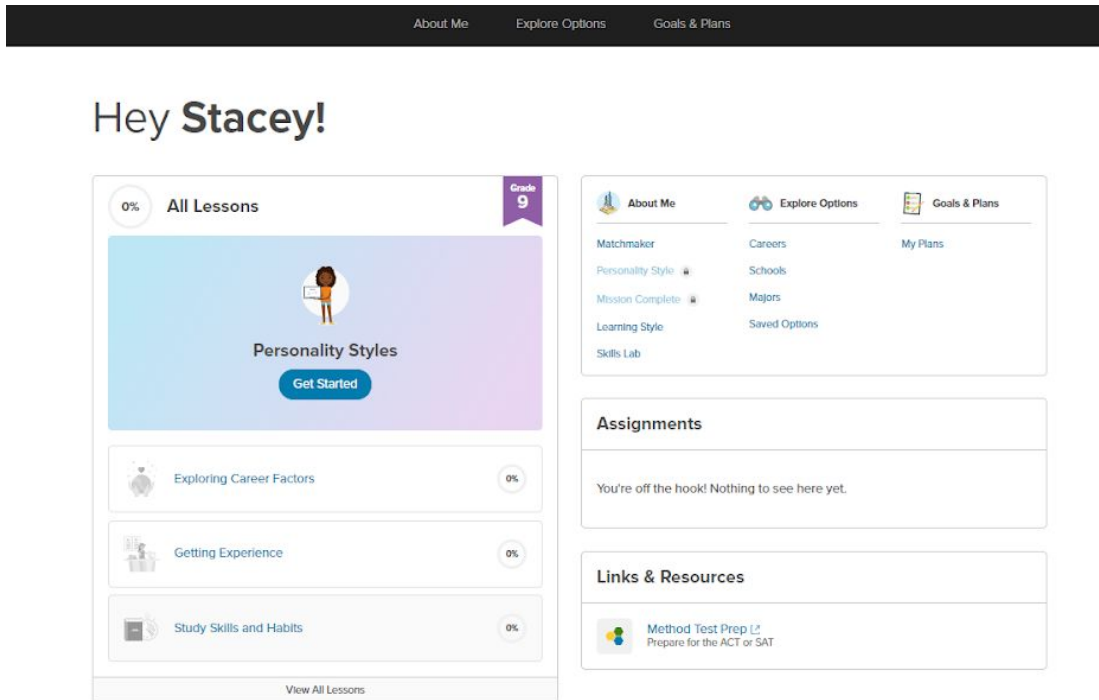 About Me Explore Options Goals & Plans
Hey Stacey!
0% All Lessons
Grade
9
Personality Styles
Get Started
Exploring Career Factors 0%
Getting Experience 0%
Study Skills and Habits 0%
View All Lessons
About Me
Matchmaker
Personality Style
Mission Complete
Learning Style
Skills Lab
Explore Options
Careers
Schools
Majors
Saved Options
Goals & Plans
My Plans
Assignments
You're off the hook! Nothing to see here yet.
Links & Resources
Method Test Prep
Prepare for the ACT or SAT